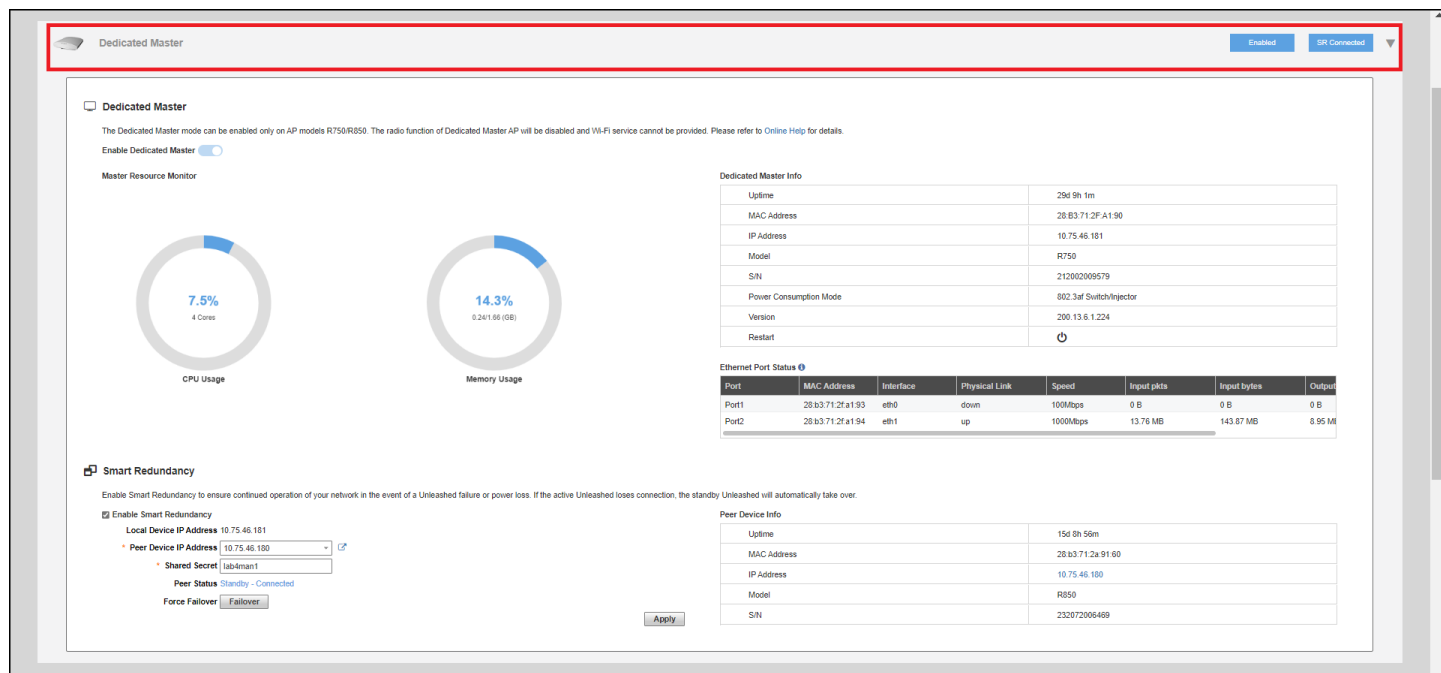 Dedicated Master Enabled SR Connected
Dedicated Master
The Dedicated Master mode can be enabled only on AP models R750/R850. The radio function of Dedicated Master AP will be disabled and Wi-Fi service cannot be provided. Please refer to Online Help for details.
Enable Dedicated Master
Master Resource Monitor
7.5%
4 Cores
CPU Usage
14.3%
0.24/1.66 (GB)
Memory Usage
Dedicated Master Info
Uptime 29d 9h 1m
MAC Address 28:B3:71:2F:A1:90
IP Address 10.75.46.181
Model R750
S/N 212002009579
Power Consumption Mode 802.3af Switch/Injector
Version 200.13.6.1.224
Restart
Ethernet Port Status
Port MAC Address Interface Physical Link Speed Input pkts Input bytes Output
Port1 28:b3:71:2f:a1:93 eth0 down 100Mbps 0 B 0 B 0 B
Port2 28:b3:71:2f:a1:94 eth1 up 1000Mbps 13.76 MB 143.87 MB 8.95 M
Smart Redundancy
Enable Smart Redundancy to ensure continued operation of your network in the event of a Unleashed failure or power loss. If the active Unleashed loses connection, the standby Unleashed will automatically take over.
Enable Smart Redundancy
Local Device IP Address 10.75.46.181
* Peer Device IP Address 10.75.46.180
* Shared Secret lab4man1
Peer Status Standby - Connected
Force Failover Failover
Apply
Peer Device Info
Uptime 15d 8h 56m
MAC Address 28:b3:71:2a:91:60
IP Address 10.75.46.180
Model R850
S/N 232072006469